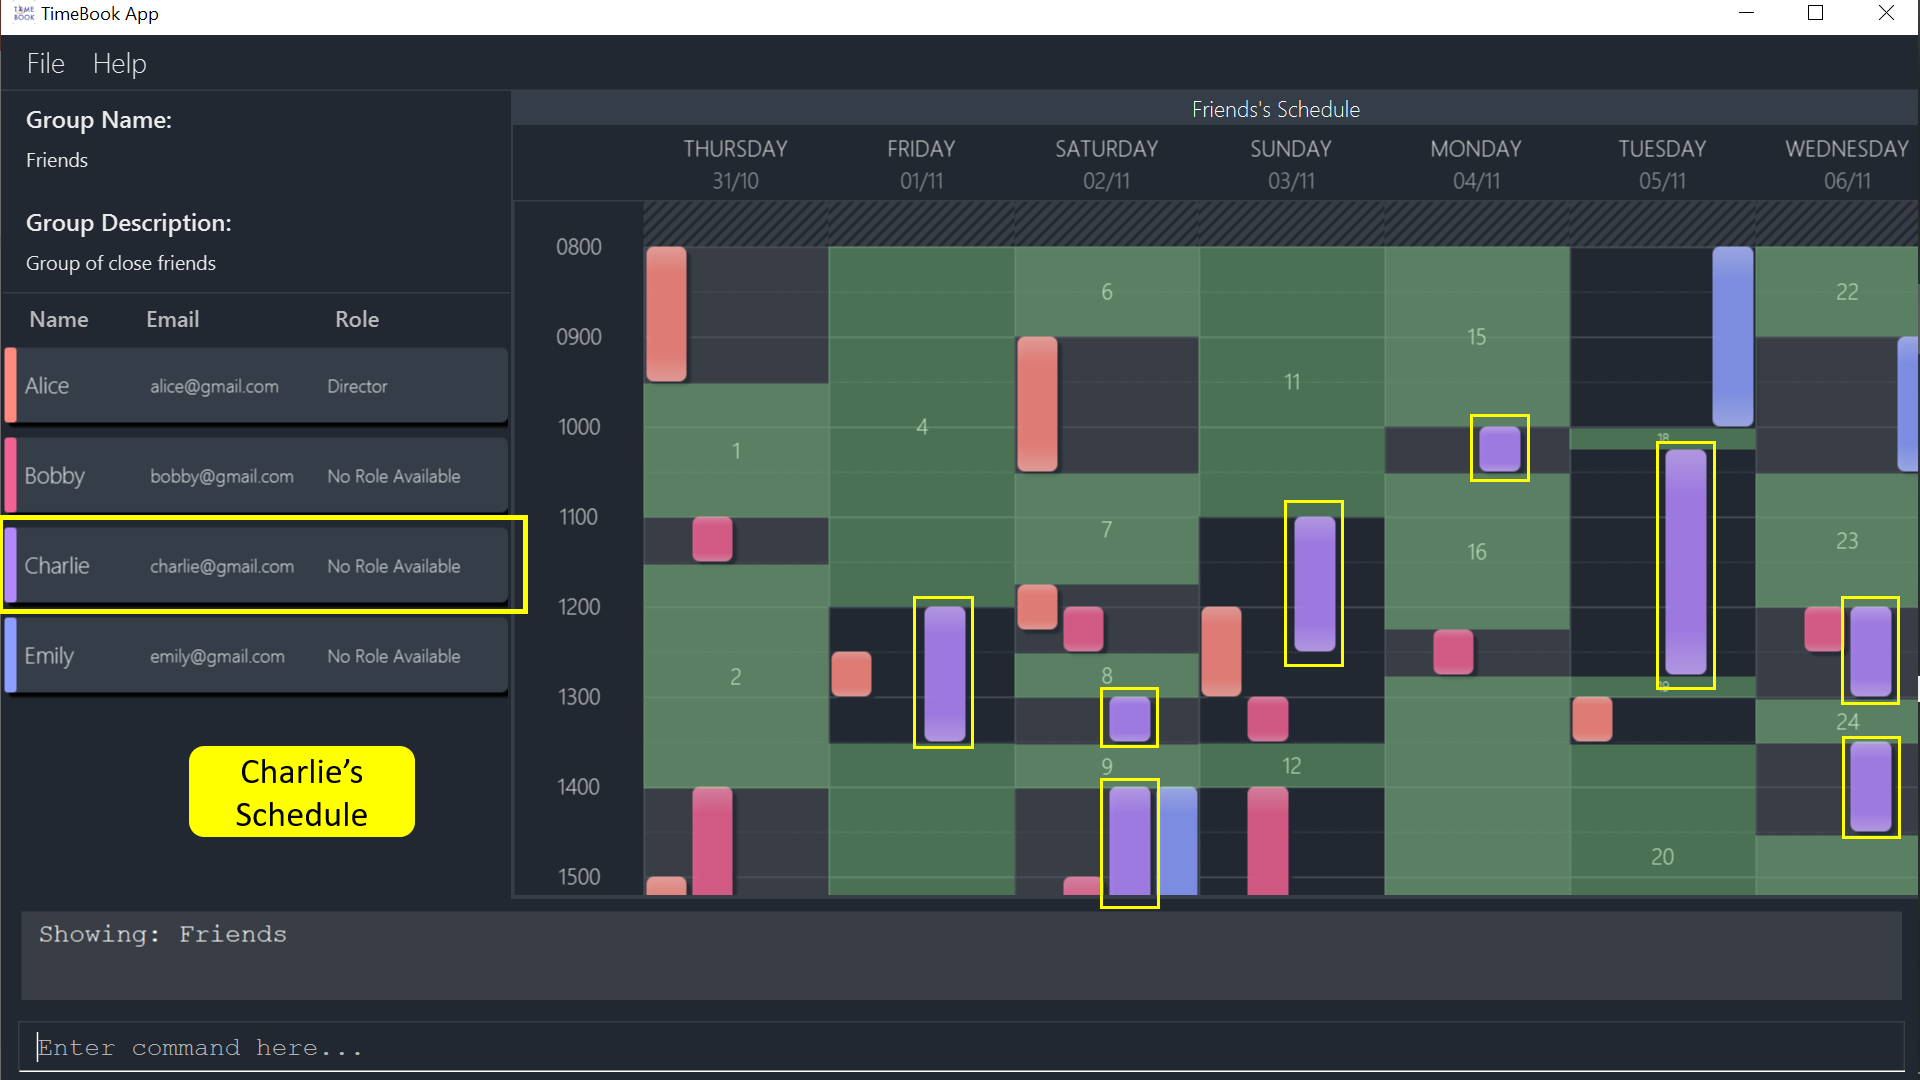 TIME BOOK TimeBook App
File Help
Group Name:
Friends
Group Description:
Group of close friends
Name Email Role
Alice alice@gmail.com Director
Bobby bobby@gmail.com No Role Available
Charlie charlie@gmail.com No Role Available
Emily emily@gmail.com No Role Available
Charlie’s
Schedule
Friends's Schedule
THURSDAY FRIDAY SATURDAY SUNDAY MONDAY TUESDAY WEDNESDAY
31/10 01/11 02/11 03/11 04/11 05/11 06/11
0800
6 22
0900
15
11
1000
4
18
1
1100
7
23
16
1200
8
2
19
1300
24
9 12
1400
20
1500
Showing: Friends
Enter command here...